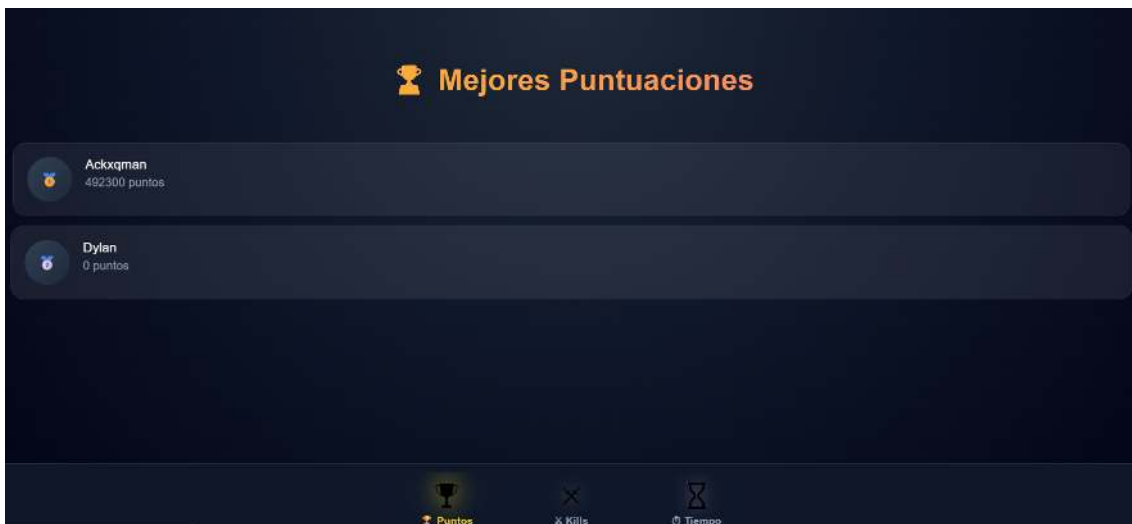 🏆 Mejores Puntuaciones
Ackxqman
492300 puntos
Dylan
0 puntos
🏆 Puntos
⚔ Kills
⏱ Tiempo